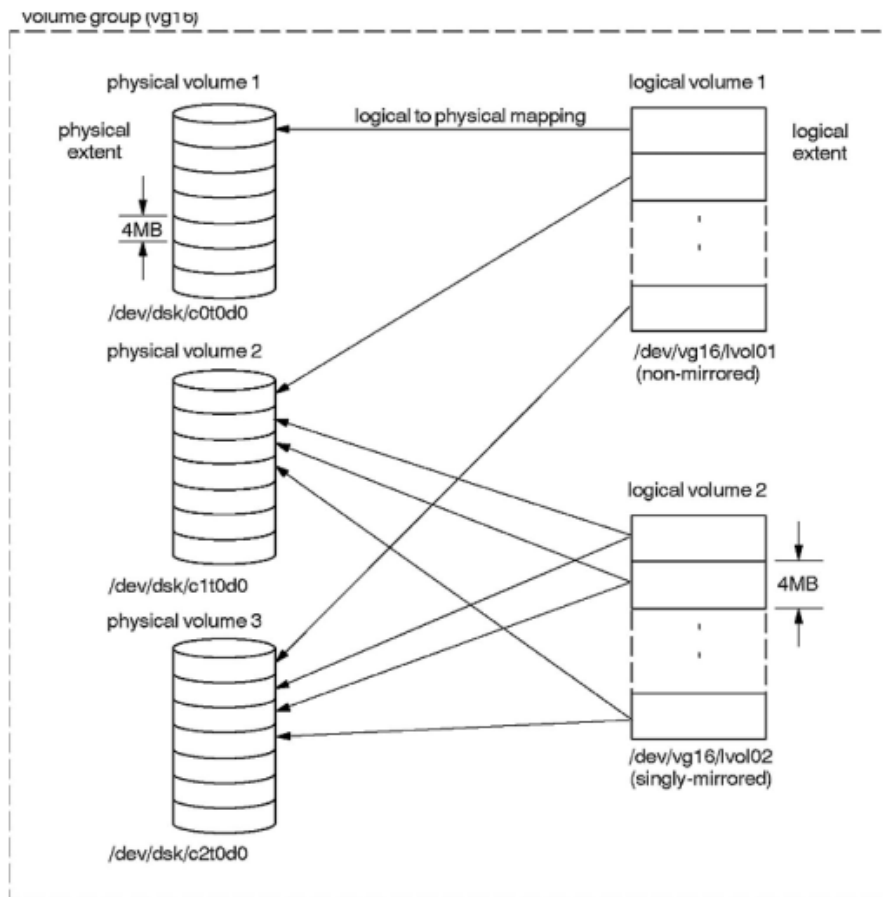 volume group (vg16)
physical volume 1
logical volume 1
physical
extent
logical to physical mapping
logical
extent
4MB
/dev/dsk/c0t0d0
physical volume 2
/dev/vg16/lvol01
(non-mirrored)
logical volume 2
/dev/dsk/c1t0d0
4MB
physical volume 3
/dev/vg16/lvol02
(singly-mirrored)
/dev/dsk/c2t0d0